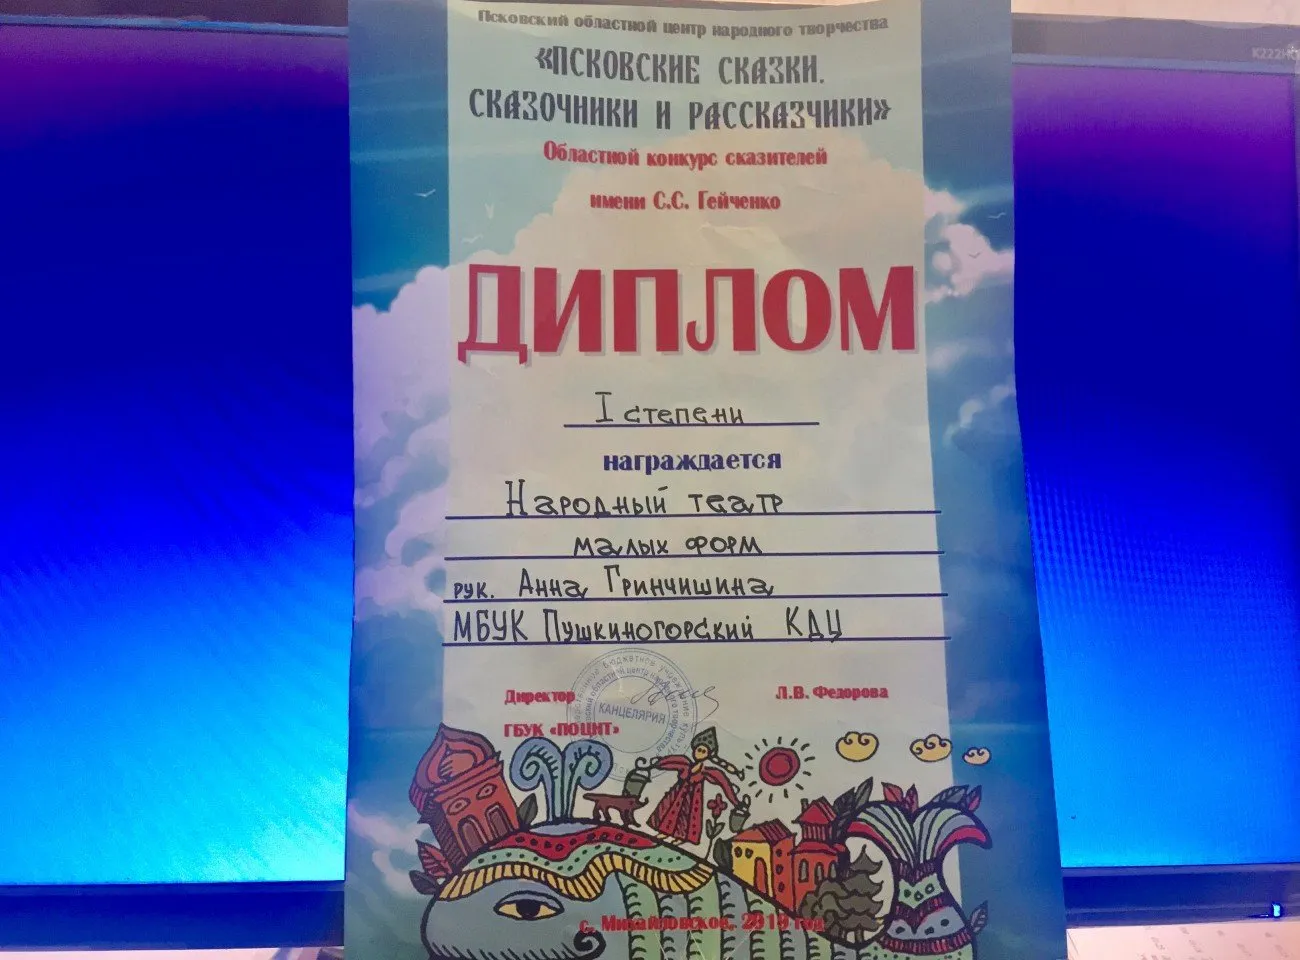 Псковский областной центр народного творчества
«ПСКОВСКИЕ СКАЗКИ.
СКАЗОЧНИКИ И РАССКАЗЧИКИ»
Областной конкурс сказителей
имени С.С. Гейченко
ДИПЛОМ
I степени
награждается
Народный театр
малых форм
рук. Анна Гринчишина
МБУК Пушкиногорский КДЦ
Директор
Л.В. Федорова
ГБУК «ПОЦНТ»
КАНЦЕЛЯРИЯ
с. Михайловское, 2019 год